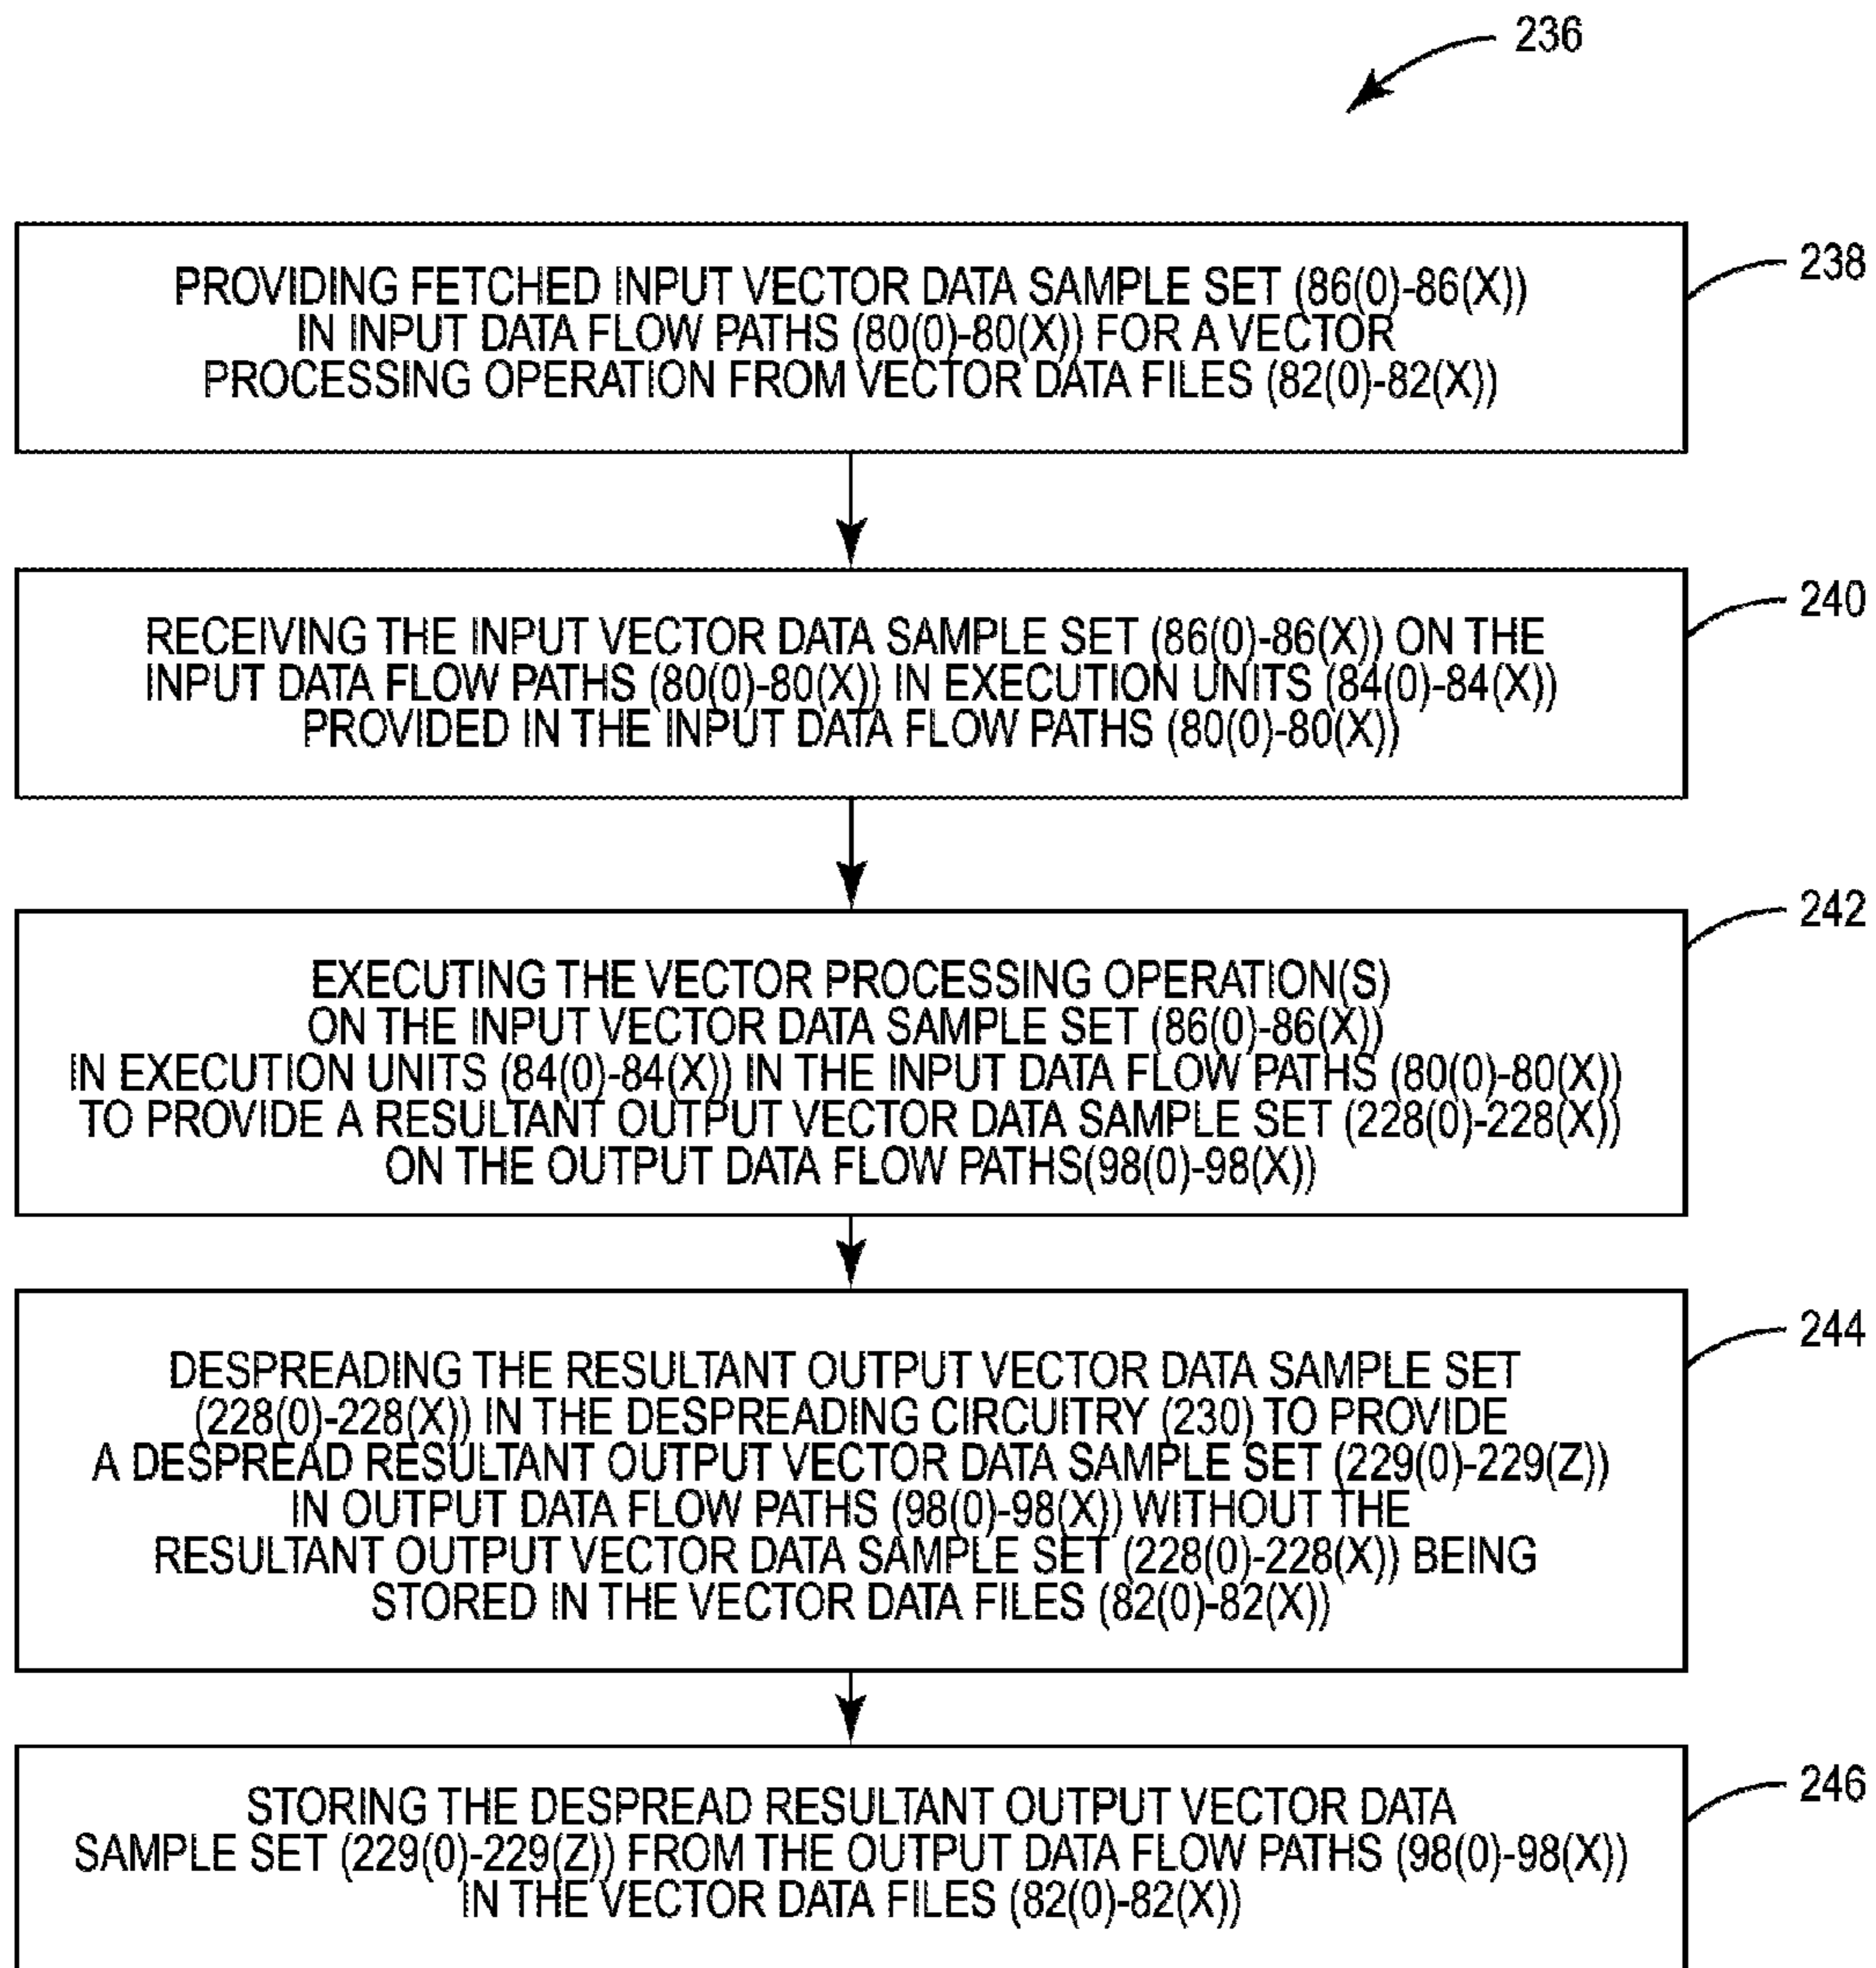 236
238
PROVIDING FETCHED INPUT VECTOR DATA SAMPLE SET (86(0)-86(X))
IN INPUT DATA FLOW PATHS (80(0)-80(X)) FOR A VECTOR
PROCESSING OPERATION FROM VECTOR DATA FILES (82(0)-82(X))
240
RECEIVING THE INPUT VECTOR DATA SAMPLE SET (86(0)-86(X)) ON THE
INPUT DATA FLOW PATHS (80(0)-80(X)) IN EXECUTION UNITS (84(0)-84(X))
PROVIDED IN THE INPUT DATA FLOW PATHS (80(0)-80(X))
242
EXECUTING THE VECTOR PROCESSING OPERATION(S)
ON THE INPUT VECTOR DATA SAMPLE SET (86(0)-86(X))
IN EXECUTION UNITS (84(0)-84(X)) IN THE INPUT DATA FLOW PATHS (80(0)-80(X))
TO PROVIDE A RESULTANT OUTPUT VECTOR DATA SAMPLE SET (228(0)-228(X))
ON THE OUTPUT DATA FLOW PATHS(98(0)-98(X))
244
DESPREADING THE RESULTANT OUTPUT VECTOR DATA SAMPLE SET
(228(0)-228(X)) IN THE DESPREADING CIRCUITRY (230) TO PROVIDE
A DESPREAD RESULTANT OUTPUT VECTOR DATA SAMPLE SET (229(0)-229(Z))
IN OUTPUT DATA FLOW PATHS (98(0)-98(X)) WITHOUT THE
RESULTANT OUTPUT VECTOR DATA SAMPLE SET (228(0)-228(X)) BEING
STORED IN THE VECTOR DATA FILES (82(0)-82(X))
246
STORING THE DESPREAD RESULTANT OUTPUT VECTOR DATA
SAMPLE SET (229(0)-229(Z)) FROM THE OUTPUT DATA FLOW PATHS (98(0)-98(X))
IN THE VECTOR DATA FILES (82(0)-82(X))